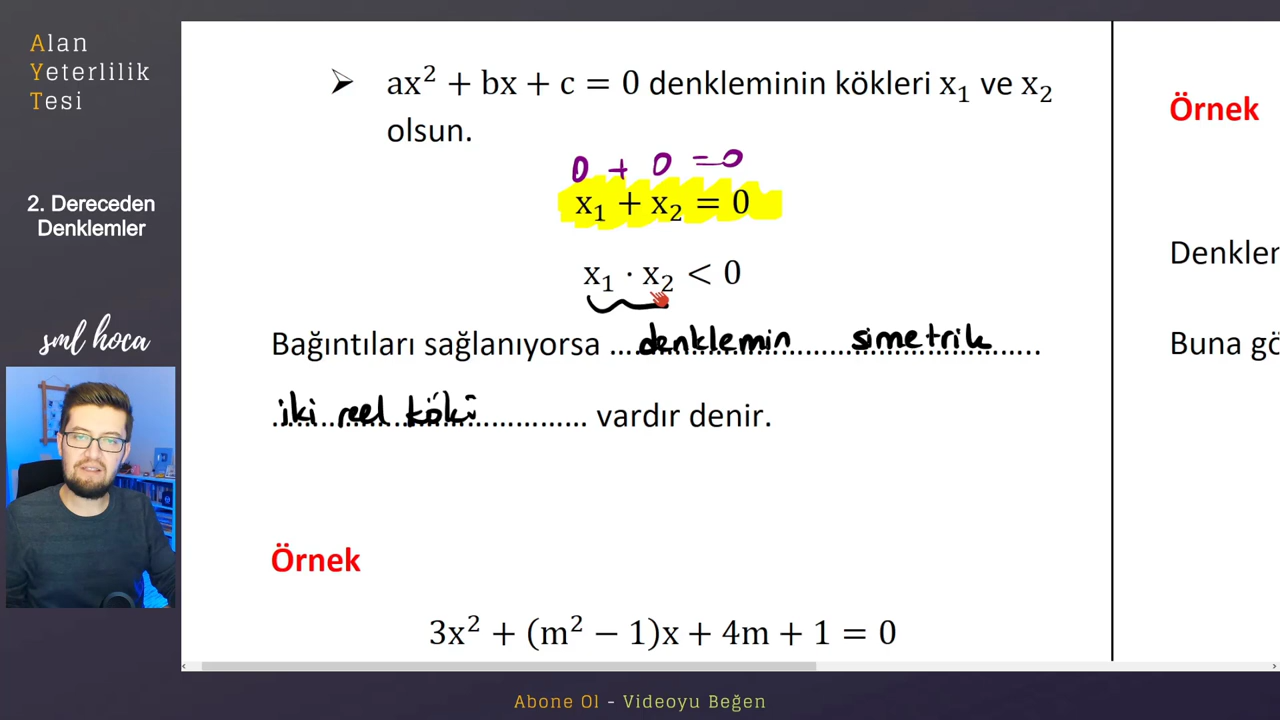 Alan
Yeterlilik
Tesi
2. Dereceden
Denklemler
sml hoca
➢ ax² + bx + c = 0 denkleminin kökleri x₁ ve x₂
olsun.
0 + 0 = 0
x₁ + x₂ = 0
x₁ · x₂ < 0
Bağıntıları sağlanıyorsa ...denklemin simetrik...
iki reel kökü............ vardır denir.
Örnek
3x² + (m² − 1)x + 4m + 1 = 0
Örnek
Denkler
Buna gö
Abone Ol - Videoyu Beğen